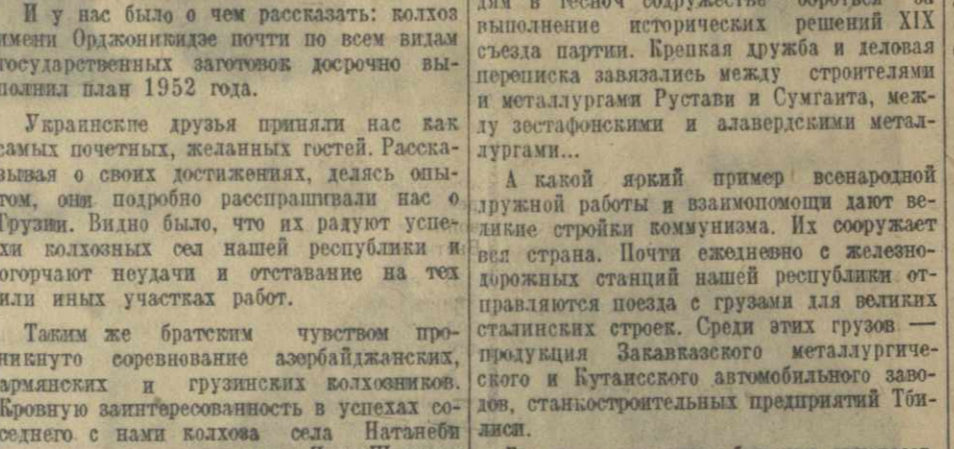 И у нас было о чем рассказать: колхоз
имени Орджоникидзе почти по всем видам
государственных заготовок досрочно вы-
полнил план 1952 года.
Украинские друзья приняли нас как
самых почетных, желанных гостей. Расска-
зывая о своих достижениях, делясь опы-
том, они подробно расспрашивали нас о
Грузии. Видно было, что их радуют успе-
хи колхозных сел нашей республики и
огорчают неудачи и отставание на тех
или иных участках работ.
Таким же братским чувством про-
никнуто соревнование азербайджанских,
армянских и грузинских колхозников.
Кровную заинтересованность в успехах со-
седнего с нами колхоза села Натанеби
выполнение исторических решений XIX
съезда партии. Крепкая дружба и деловая
переписка завязались между строителями
и металлургами Рустави и Сумгаита, меж-
ду зестафонскими и алавердскими метал-
лургами...
А какой яркий пример всенародной
дружной работы и взаимопомощи дают ве-
ликие стройки коммунизма. Их сооружает
вся страна. Почти ежедневно с железно-
дорожных станций нашей республики от-
правляются поезда с грузами для великих
сталинских строек. Среди этих грузов —
продукция Закавказского металлургиче-
ского и Кутаисского автомобильного заво-
дов, станкостроительных предприятий Тби-
лиси.